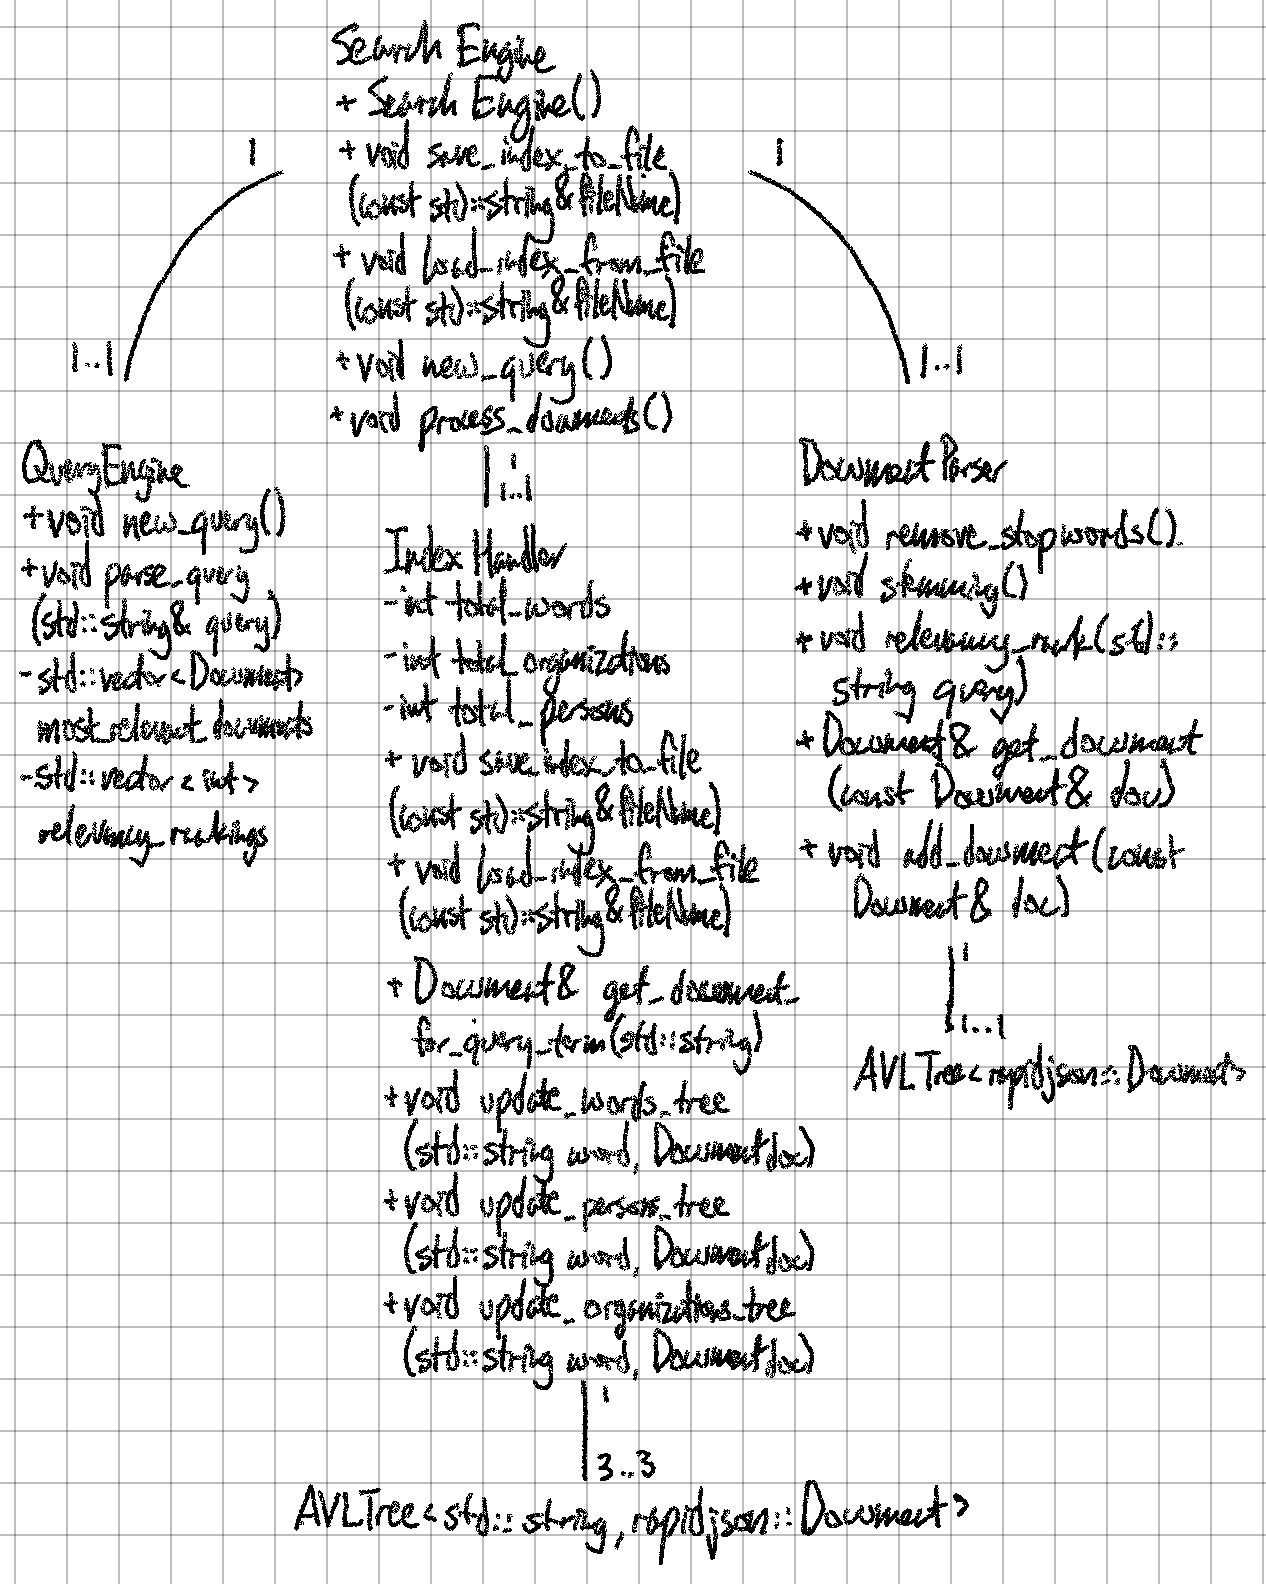 Search Engine
+ Search Engine()
+ void save_index_to_file
(const std::string& fileName)
+ void load_index_from_file
(const std::string& fileName)
+ void new_query()
+ void process_documents()
1
1..1
1
1..1
1
1..1
QueryEngine
+ void new_query()
+ void parse_query
(std::string& query)
- std::vector<Document>
most_relevant_documents
- std::vector<int>
relevancy_rankings
Index Handler
- int total_words
- int total_organizations
- int total_persons
+ void save_index_to_file
(const std::string& fileName)
+ void load_index_from_file
(const std::string& fileName)
+ Document& get_document_
for_query_term(std::string)
+ void update_words_tree
(std::string word, Document doc)
+ void update_persons_tree
(std::string word, Document doc)
+ void update_organizations_tree
(std::string word, Document doc)
1
3..3
AVLTree<std::string, rapidjson::Document>
DocumentParser
+ void remove_stopwords()
+ void stemming()
+ void relevancy_rank(std::
string query)
+ Document& get_document
(const Document& doc)
+ void add_document(const
Document& doc)
1
1..1
AVLTree<rapidjson::Document>